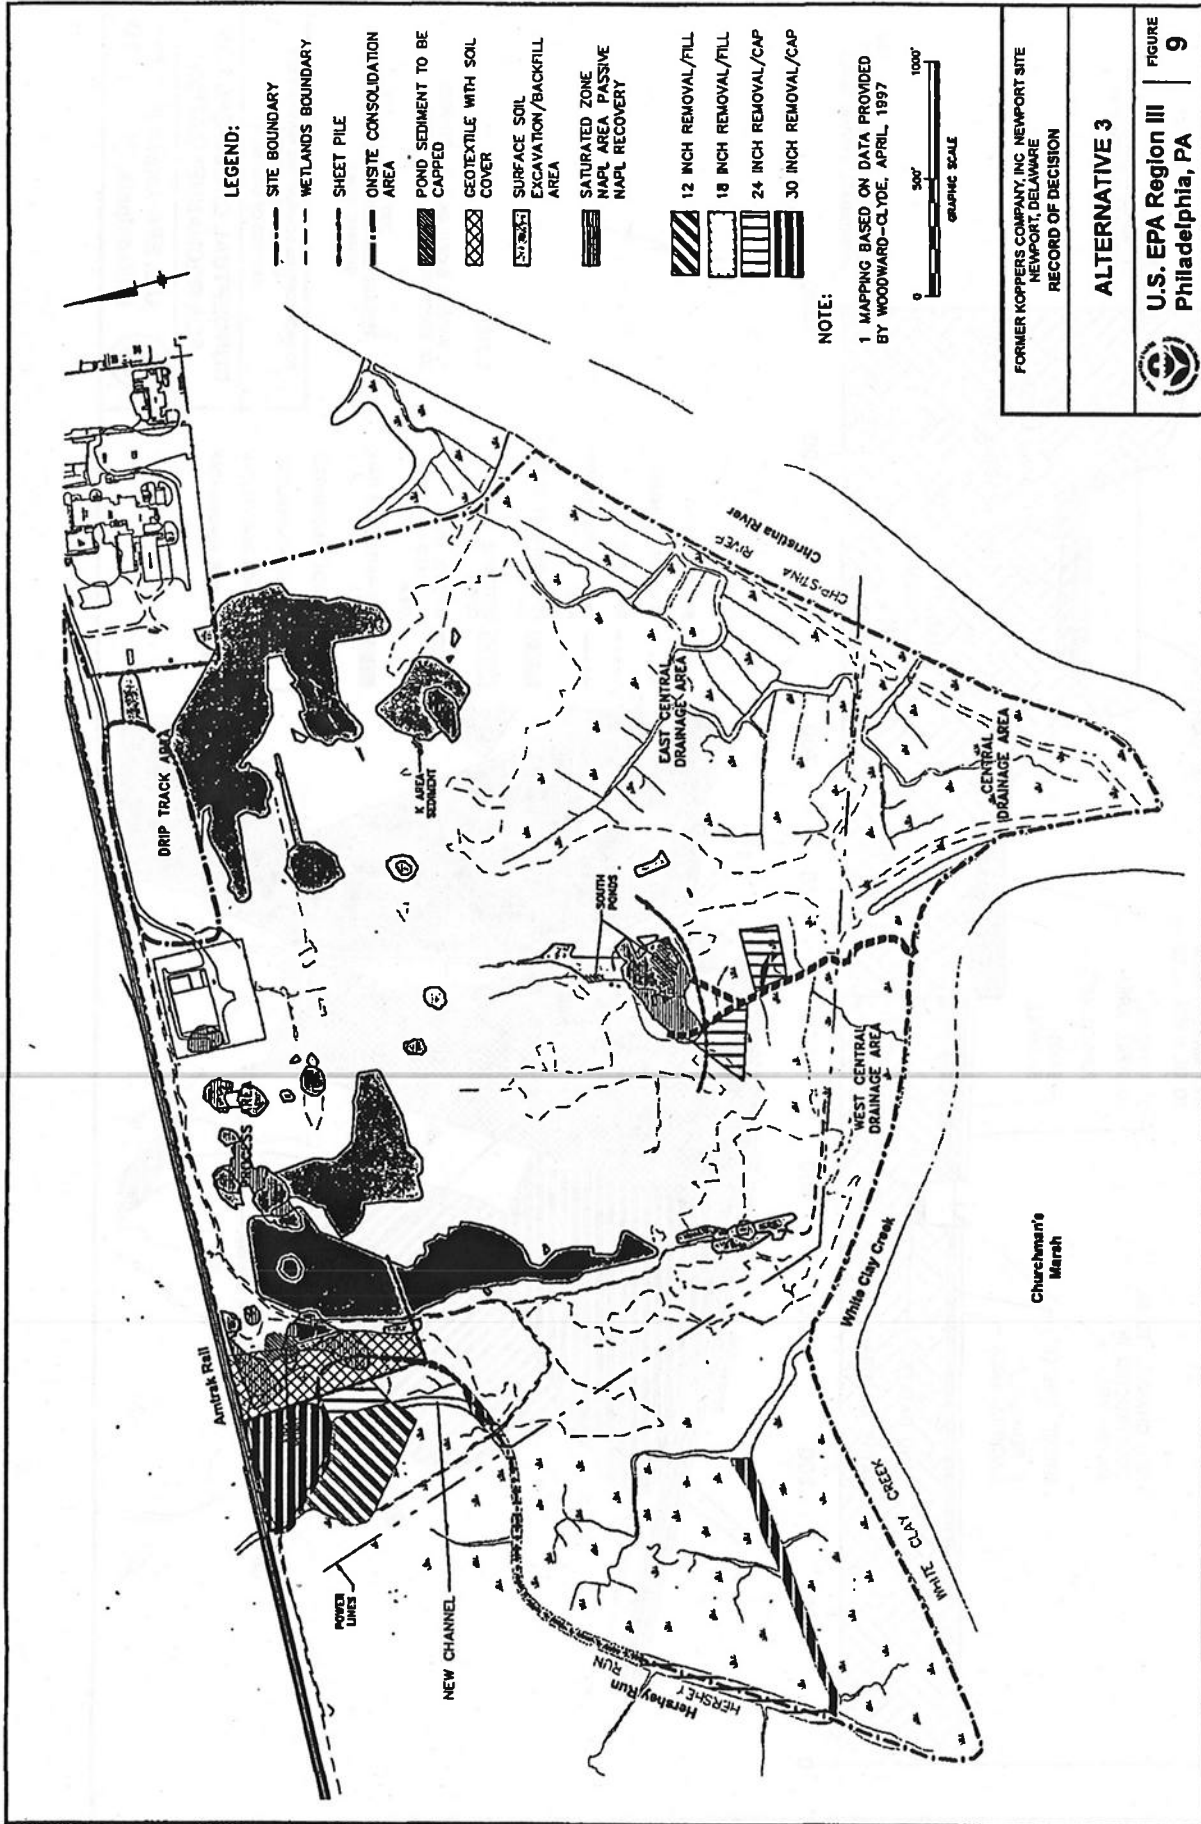 Amtrak Rail
DRIP TRACK AREA
K AREA
SEDIMENT
PROCESS
POWER
LINES
NEW CHANNEL
SOUTH
PONDS
EAST CENTRAL
DRAINAGE AREA
CENTRAL
DRAINAGE AREA
WEST CENTRAL
DRAINAGE AREA
RIVER
Christina River
HERSHEY
RUN
Hershey Run
White Clay Creek
WHITE CLAY CREEK
Churchman's
Marsh
LEGEND:
SITE BOUNDARY
WETLANDS BOUNDARY
SHEET PILE
ONSITE CONSOLIDATION
AREA
POND SEDIMENT TO BE
CAPPED
GEOTEXTILE WITH SOIL
COVER
SURFACE SOIL
EXCAVATION/BACKFILL
AREA
SATURATED ZONE
NAPL AREA PASSIVE
NAPL RECOVERY
12 INCH REMOVAL/FILL
18 INCH REMOVAL/FILL
24 INCH REMOVAL/CAP
30 INCH REMOVAL/CAP
NOTE:
1 MAPPING BASED ON DATA PROVIDED
BY WOODWARD-CLYDE, APRIL, 1997
0 500' 1000'
GRAPHIC SCALE
FORMER KOPPERS COMPANY, INC NEWPORT SITE
NEWPORT, DELAWARE
RECORD OF DECISION
ALTERNATIVE 3
U.S. EPA Region III
Philadelphia, PA
FIGURE
9